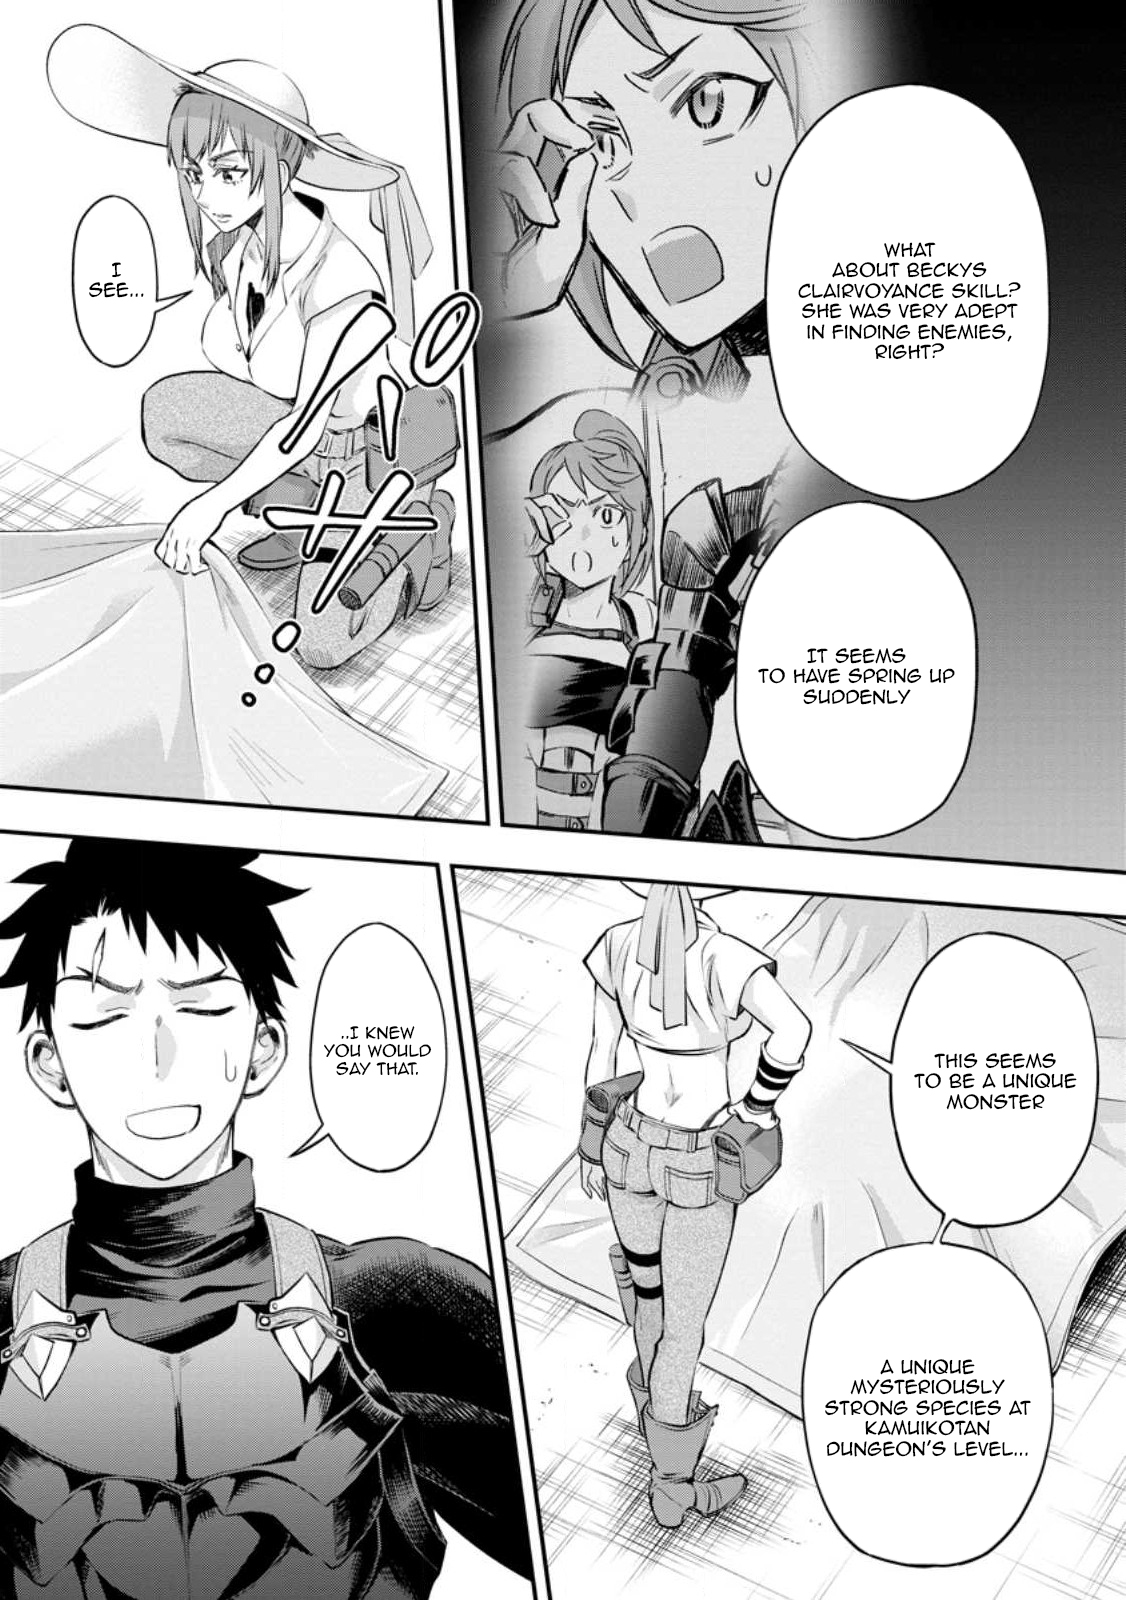 WHAT
ABOUT BECKYS
CLAIRVOYANCE SKILL?
SHE WAS VERY ADEPT
IN FINDING ENEMIES,
RIGHT?
IT SEEMS
TO HAVE SPRING UP
SUDDENLY
I
SEE...
パサ…
THIS SEEMS
TO BE A UNIQUE
MONSTER
A UNIQUE
MYSTERIOUSLY
STRONG SPECIES AT
KAMUIKOTAN
DUNGEON'S LEVEL...
..I KNEW
YOU WOULD
SAY THAT.